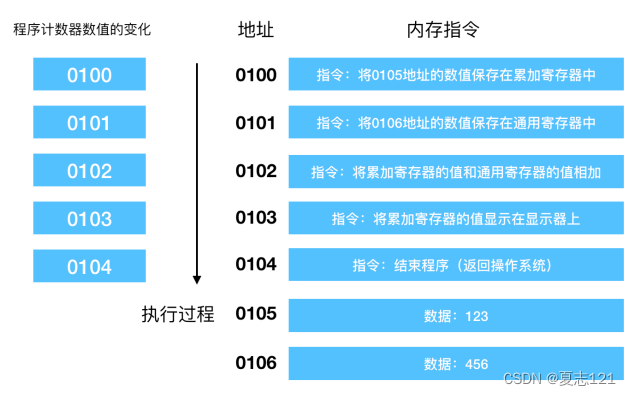 程序计数器数值的变化 地址 内存指令
0100 0100 指令：将0105地址的数值保存在累加寄存器中
0101 0101 指令：将0106地址的数值保存在通用寄存器中
0102 0102 指令：将累加寄存器的值和通用寄存器的值相加
0103 0103 指令：将累加寄存器的值显示在显示器上
0104 0104 指令：结束程序（返回操作系统）
执行过程 0105 数据：123
0106 数据：456
CSDN @夏志121